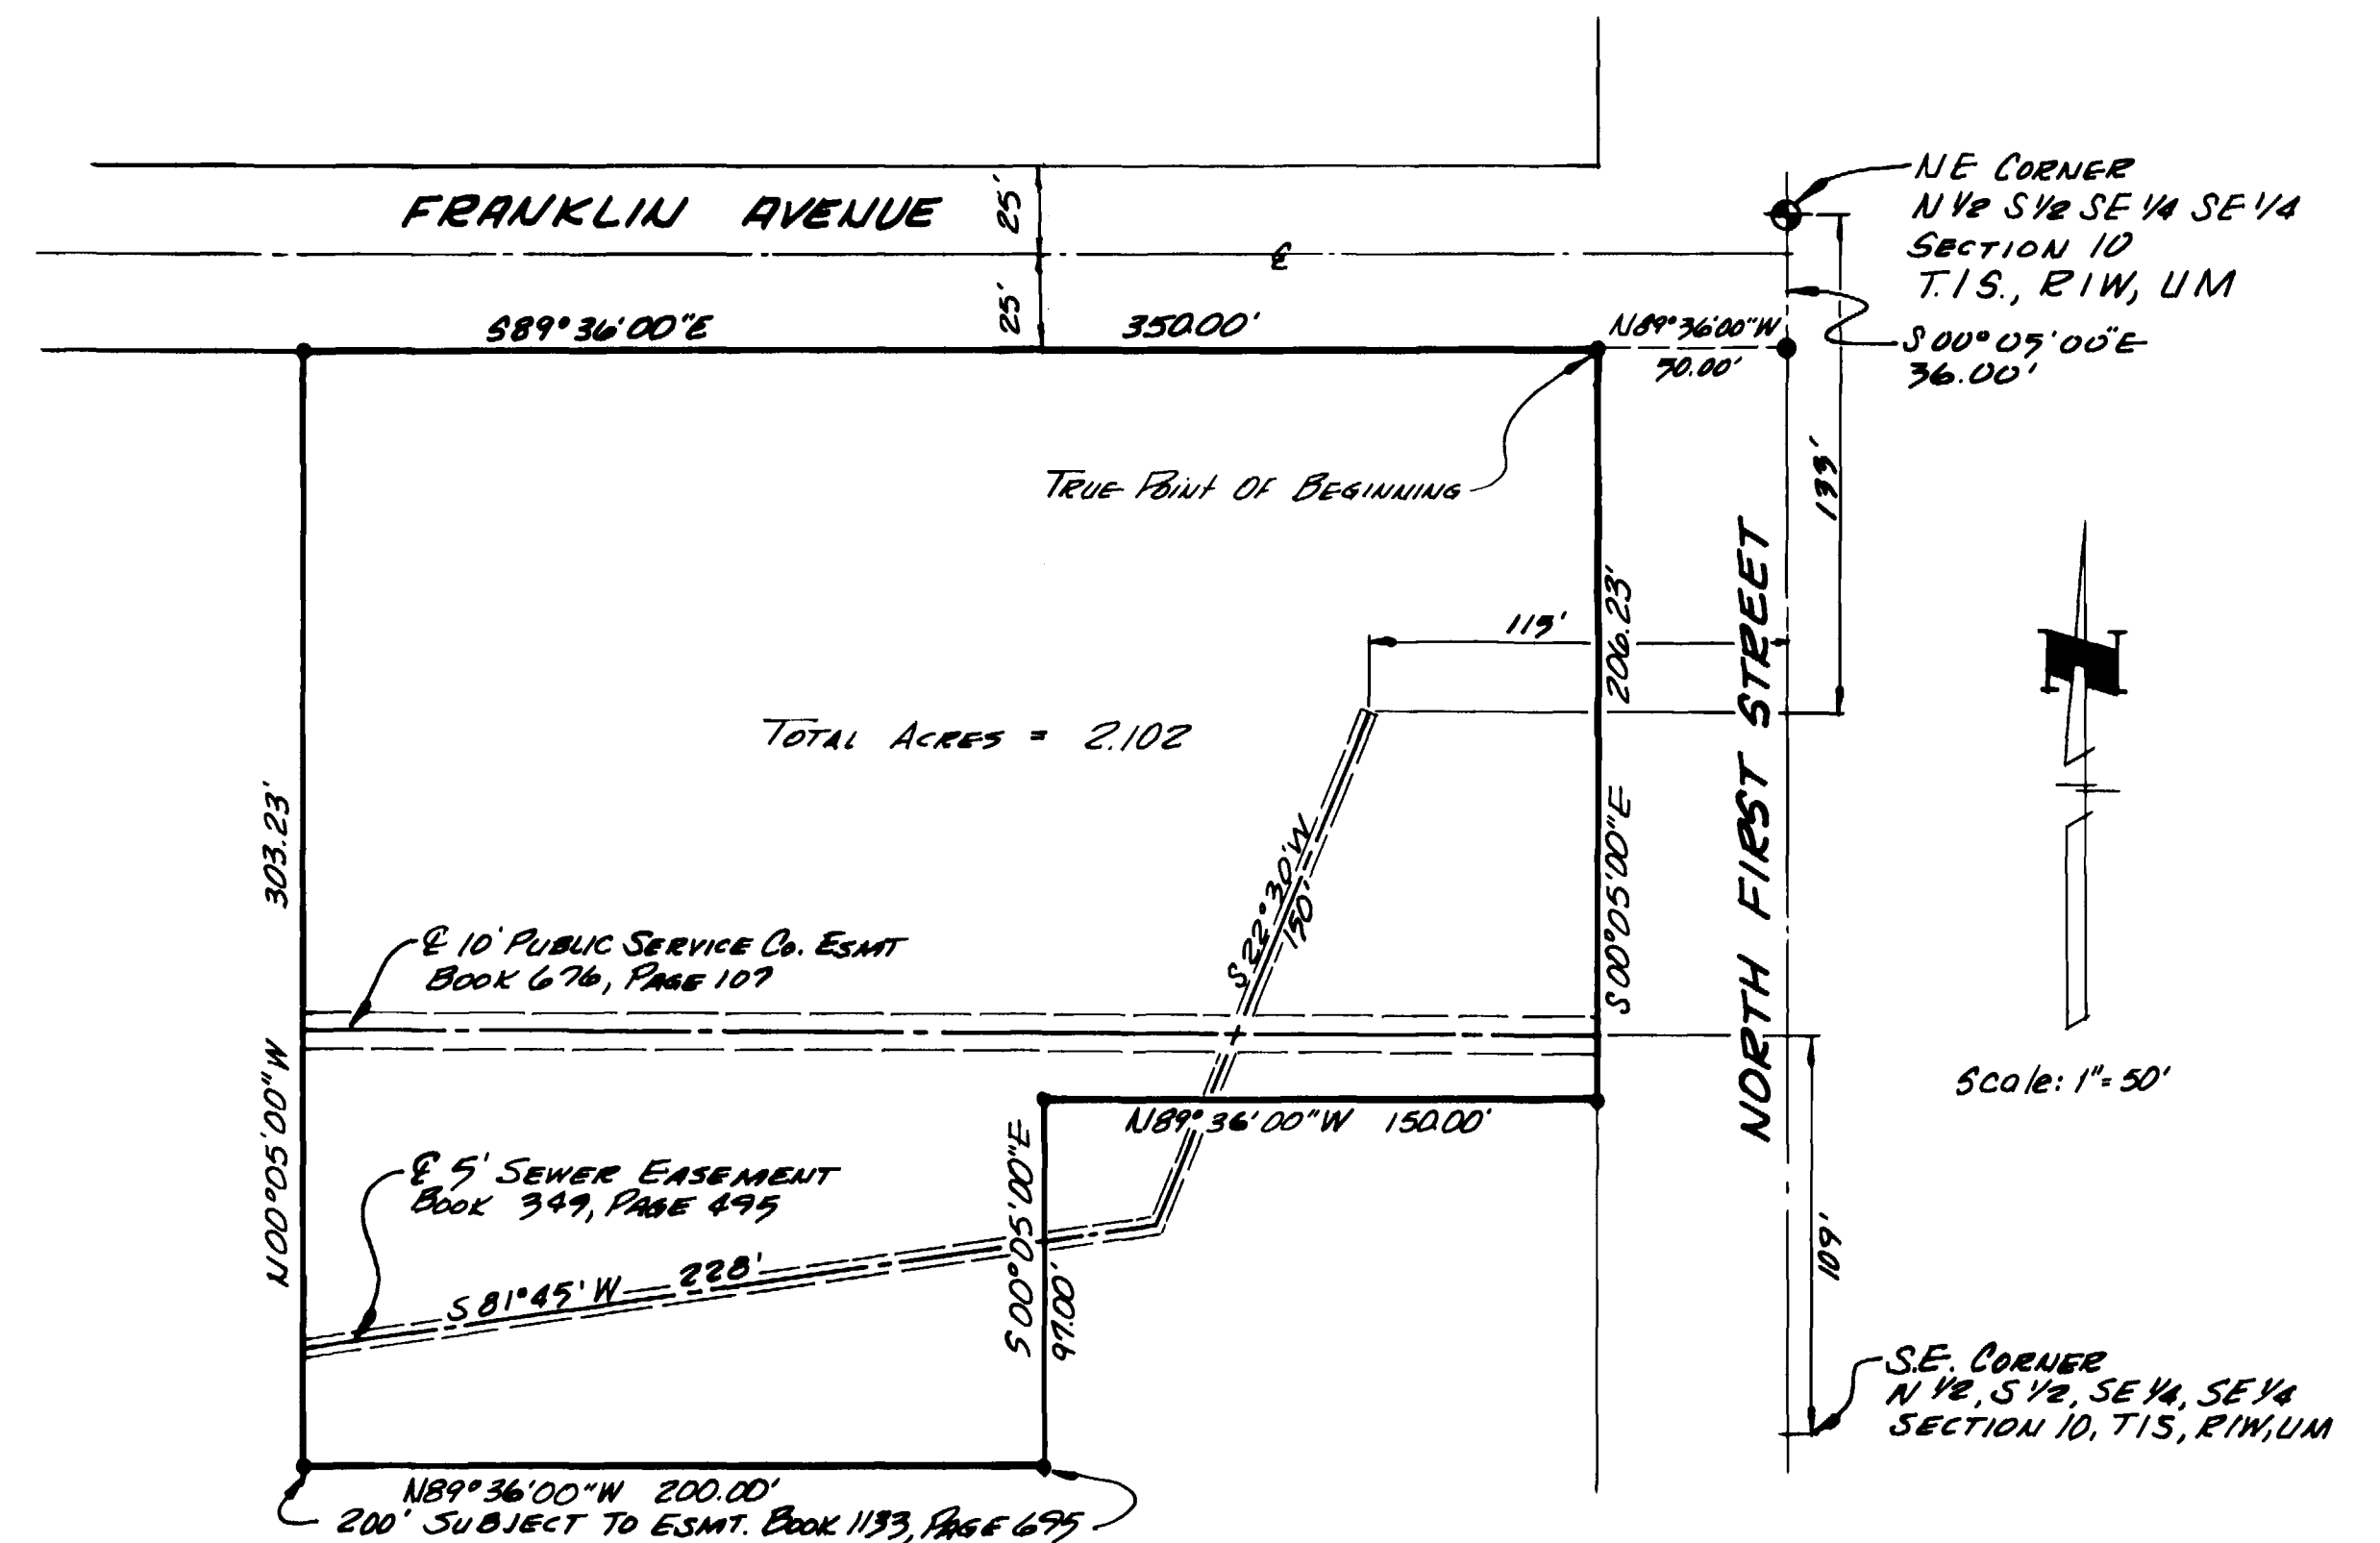 FRANKLIN AVENUE
25'
25'
℄
S89°36'00"E
350.00'
N89°36'00"W
50.00'
NE CORNER
N 1/2 S 1/2 SE 1/4 SE 1/4
SECTION 10
T.1S., R1W, UM
S00°05'00"E
36.00'
133'
TRUE POINT OF BEGINNING
115'
206.23'
S00°05'00"E
NORTH FIRST STREET
TOTAL ACRES = 2.102
303.23'
N00°05'00"W
S22°30'W
150'
℄ 10' PUBLIC SERVICE CO. ESMT
BOOK 676, PAGE 107
N
Scale: 1"=50'
N89°36'00"W 150.00'
℄ 5' SEWER EASEMENT
BOOK 349, PAGE 495
S81°45'W 228'
S00°05'00"E
97.00'
109'
S.E. CORNER
N 1/2, S 1/2, SE 1/4, SE 1/4
SECTION 10, T1S, R1W, UM
N89°36'00"W 200.00'
200' SUBJECT TO ESMT. BOOK 1133, PAGE 695